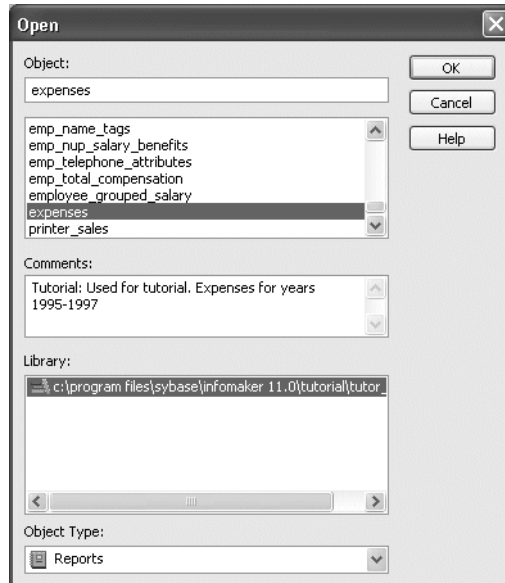 Open
Object:
OK
expenses
Cancel
Help
emp_name_tags
emp_nup_salary_benefits
emp_telephone_attributes
emp_total_compensation
employee_grouped_salary
expenses
printer_sales
Comments:
Tutorial: Used for tutorial. Expenses for years
1995-1997
Library:
c:\program files\sybase\infomaker 11.0\tutorial\tutor_
Object Type:
Reports